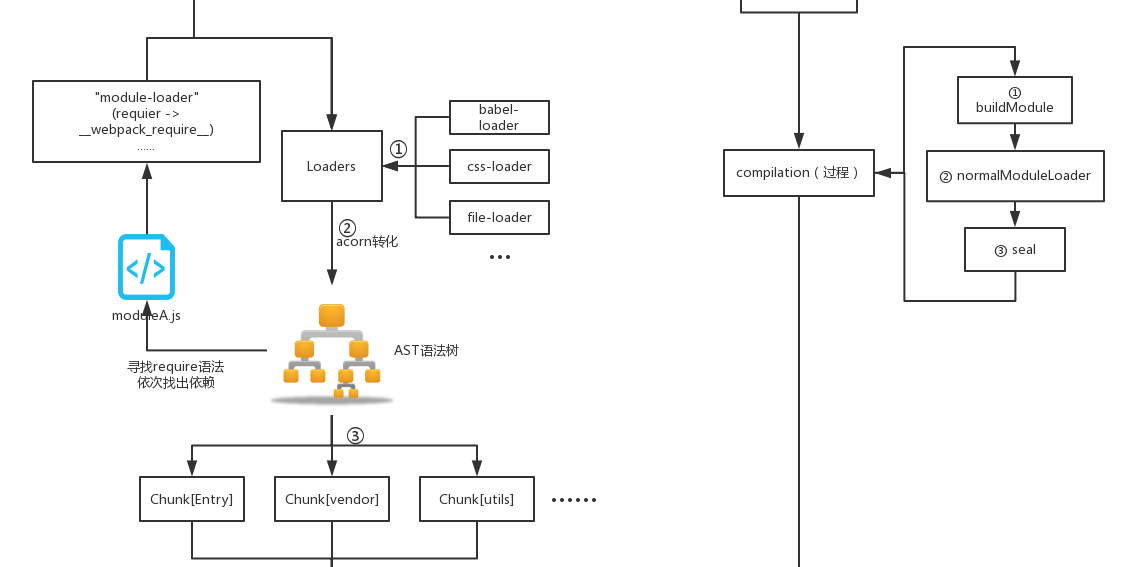 "module-loader"
(requier ->
__webpack_require__)
......
babel-
loader
①
Loaders
css-loader
file-loader
②
acorn转化
•••
moduleA.js
AST语法树
寻找require语法
依次找出依赖
③
Chunk[Entry]
Chunk[vendor]
Chunk[utils]
••••••
①
buildModule
compilation（过程）
② normalModuleLoader
③ seal